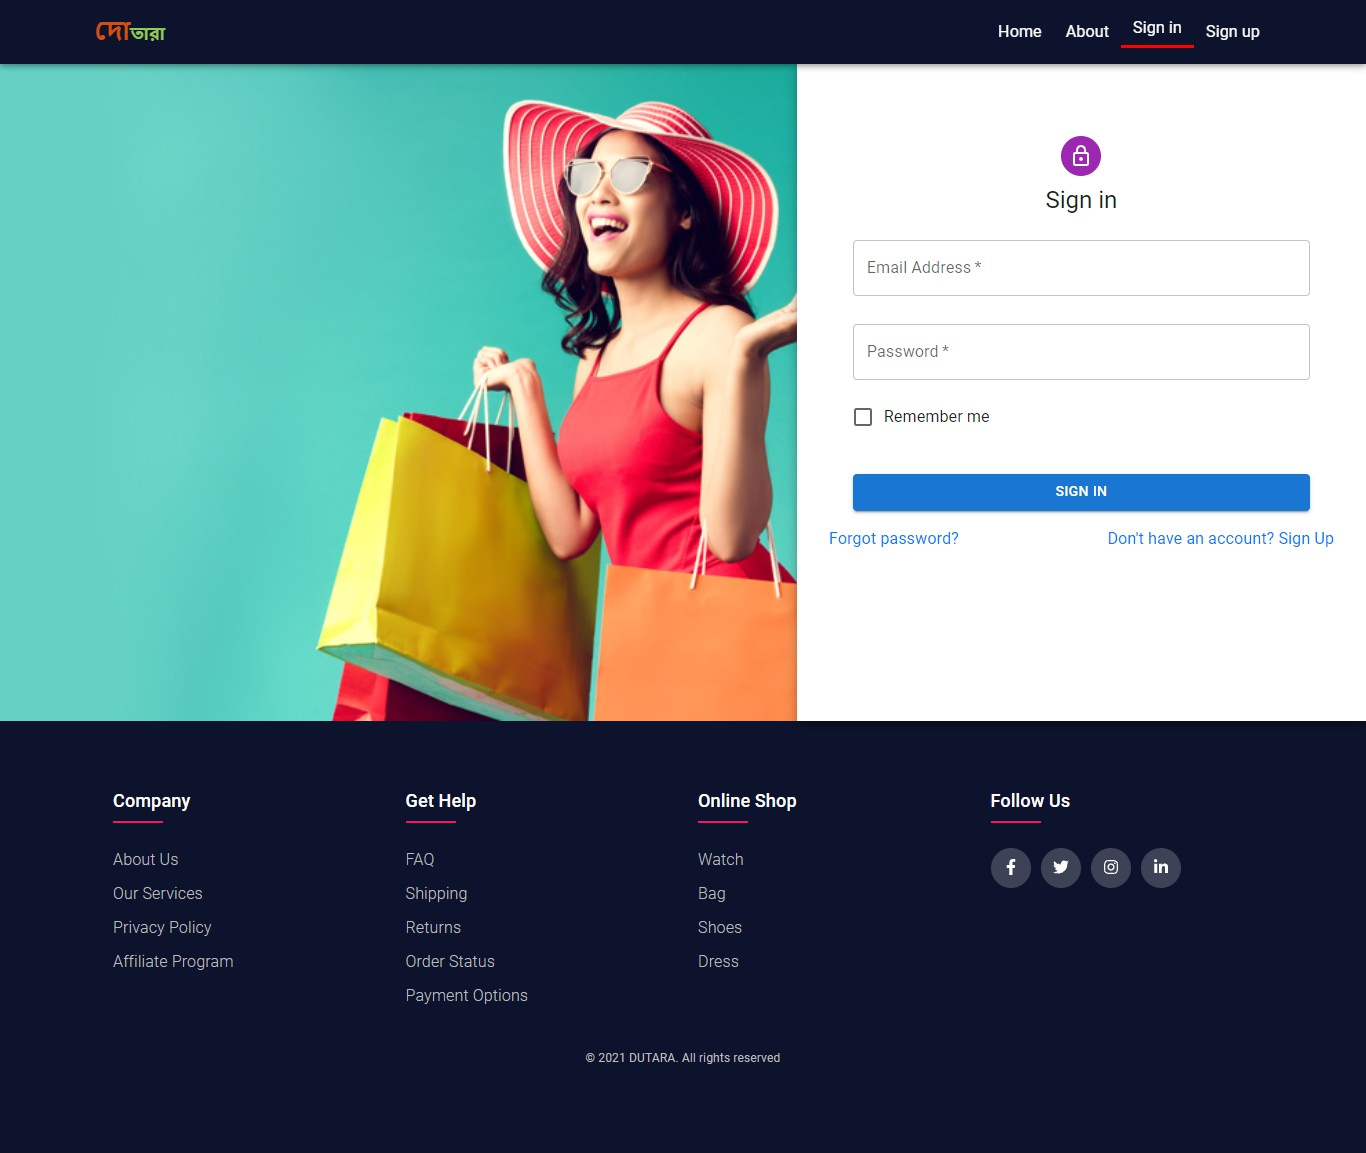 দোতারা
Home About Sign in Sign up
Sign in
Email Address *
Password *
Remember me
SIGN IN
Forgot password? Don't have an account? Sign Up
Company
About Us
Our Services
Privacy Policy
Affiliate Program
Get Help
FAQ
Shipping
Returns
Order Status
Payment Options
Online Shop
Watch
Bag
Shoes
Dress
Follow Us
© 2021 DUTARA. All rights reserved